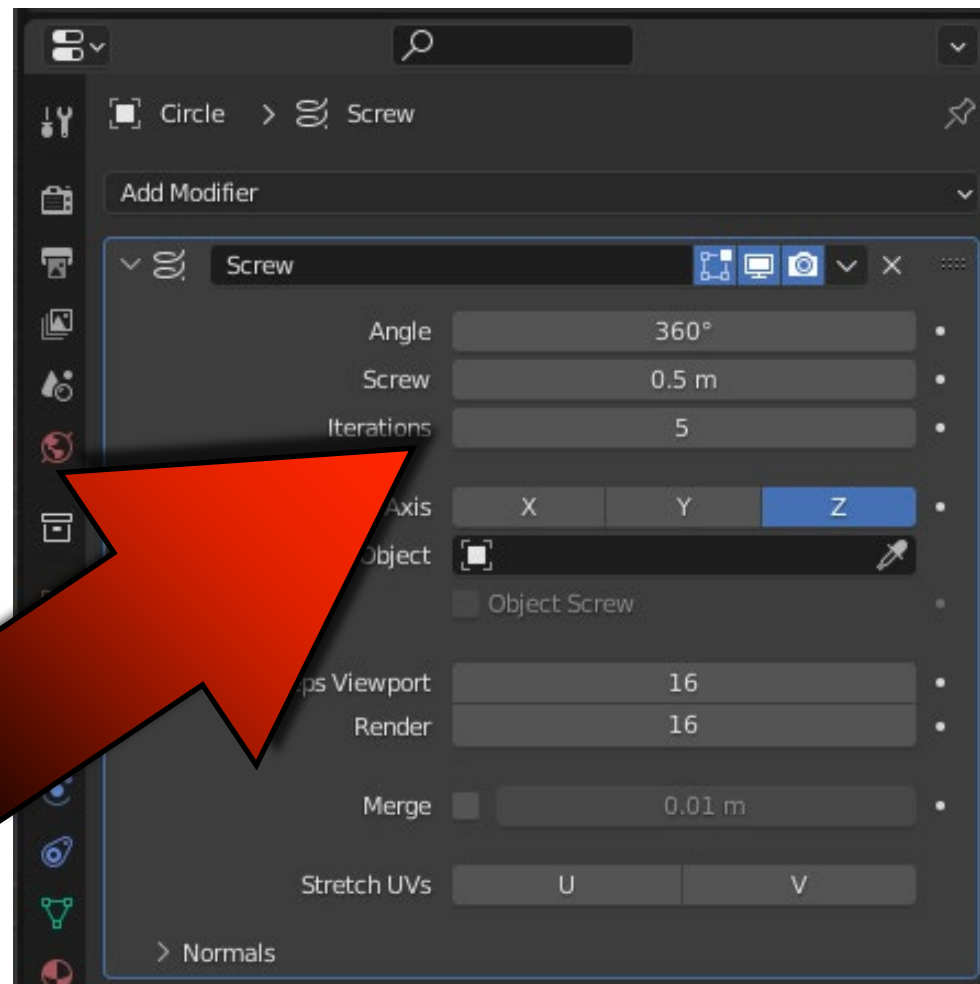 Circle > Screw
Add Modifier
Screw
Angle 360°
Screw 0.5 m
Iterations 5
Axis X Y Z
Object
Object Screw
Viewport 16
Render 16
Merge 0.01 m
Stretch UVs U V
> Normals